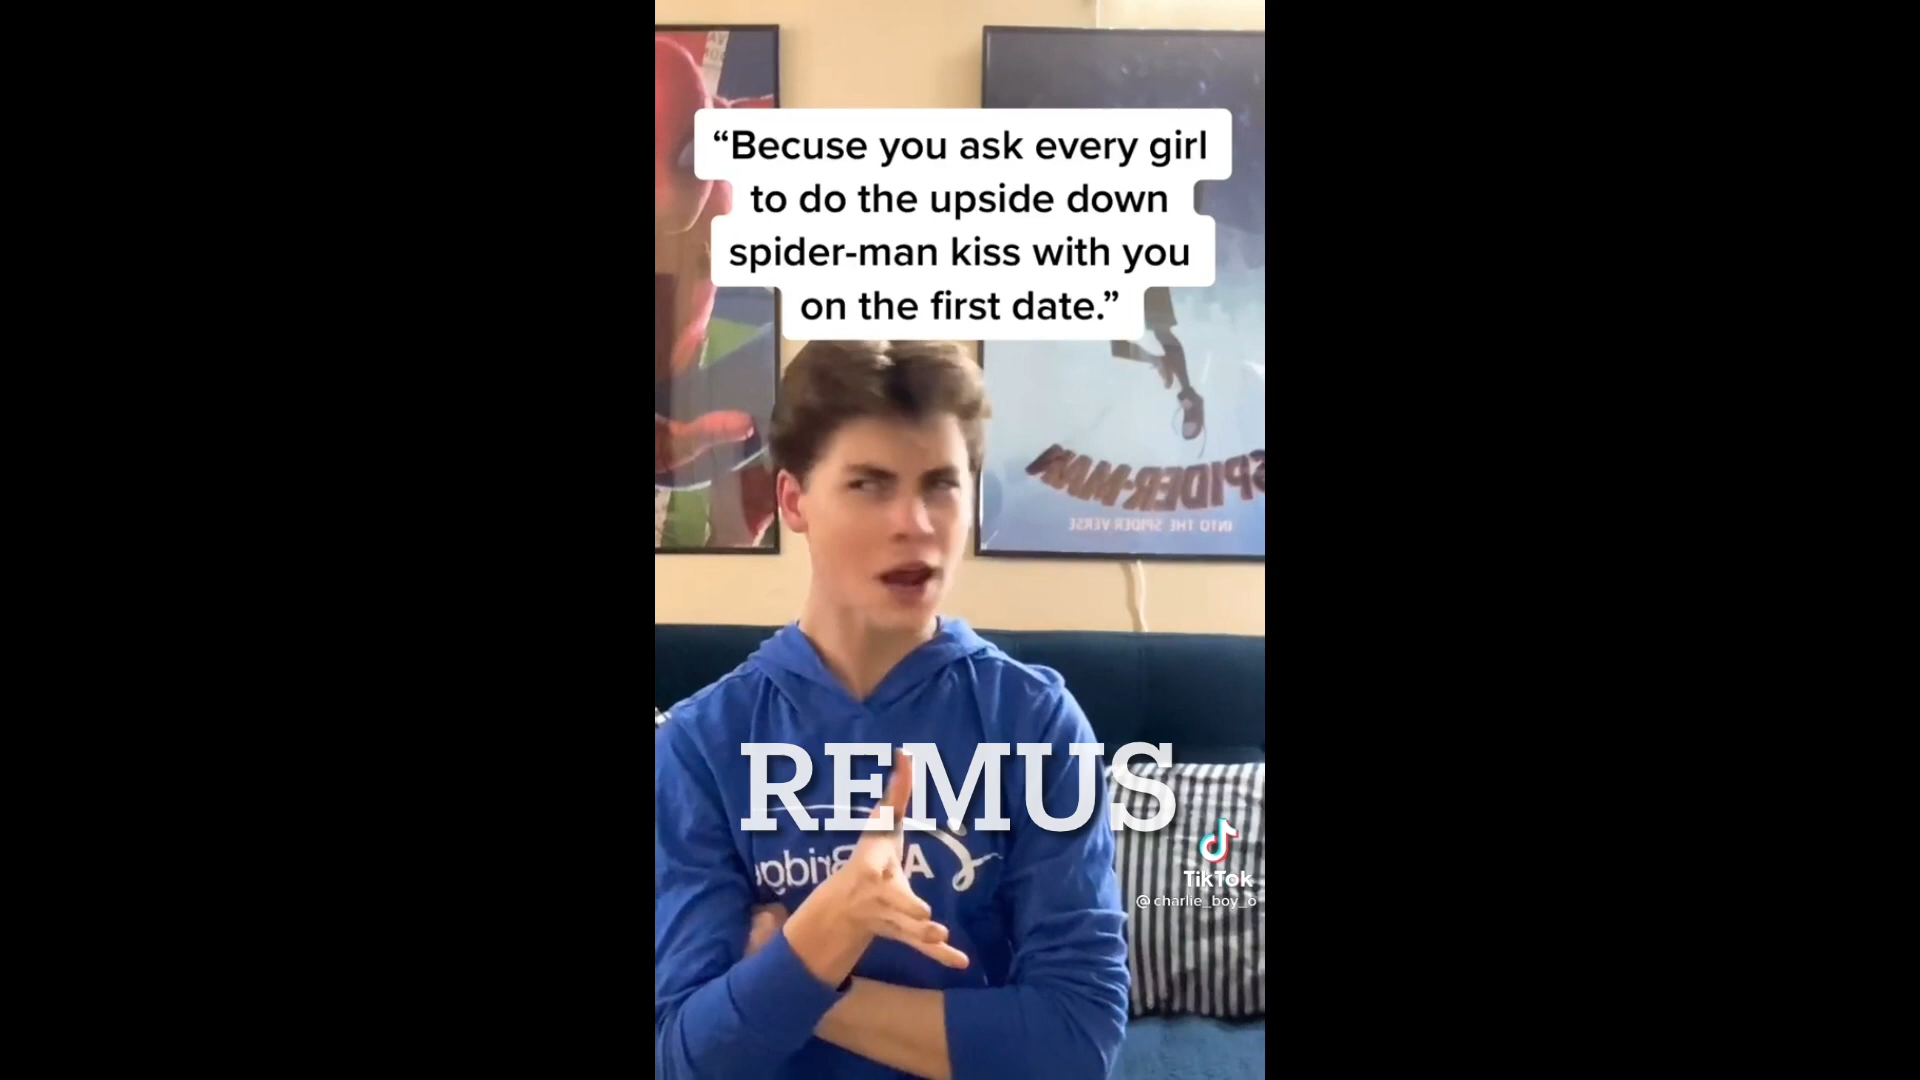 “Becuse you ask every girl
to do the upside down
spider-man kiss with you
on the first date.”
SPIDER-MAN
INTO THE SPIDER VERSE
REMUS
TikTok
@charlie_boy_o